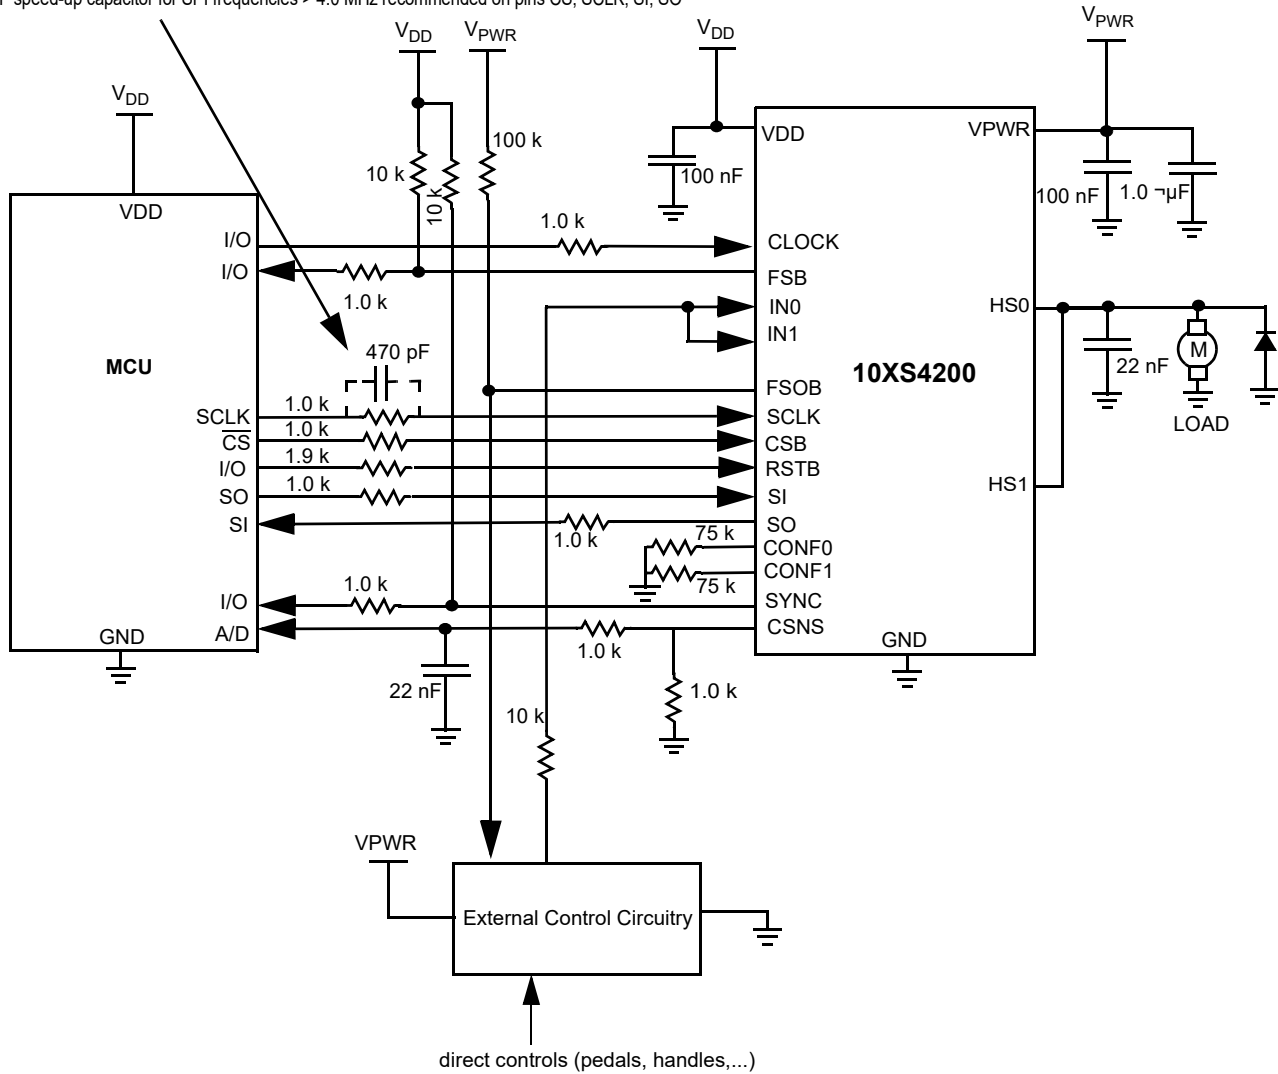 speed-up capacitor for SPI frequencies > 4.0 MHz recommended on pins CS, SCLK, SI, SO
VDD
VPWR
VDD
VPWR
VDD
100 k
10 k
10 k
VDD
100 nF
VPWR
100 nF
1.0 ¬µF
VDD
I/O
1.0 k
CLOCK
I/O
1.0 k
FSB
IN0
IN1
HS0
22 nF
M
LOAD
MCU
470 pF
10XS4200
FSOB
SCLK
1.0 k
SCLK
CS
1.0 k
CSB
I/O
1.9 k
RSTB
SO
1.0 k
SI
HS1
SI
1.0 k
SO
75 k
CONF0
75 k
CONF1
I/O
1.0 k
SYNC
A/D
1.0 k
CSNS
GND
GND
22 nF
1.0 k
10 k
VPWR
External Control Circuitry
direct controls (pedals, handles,...)